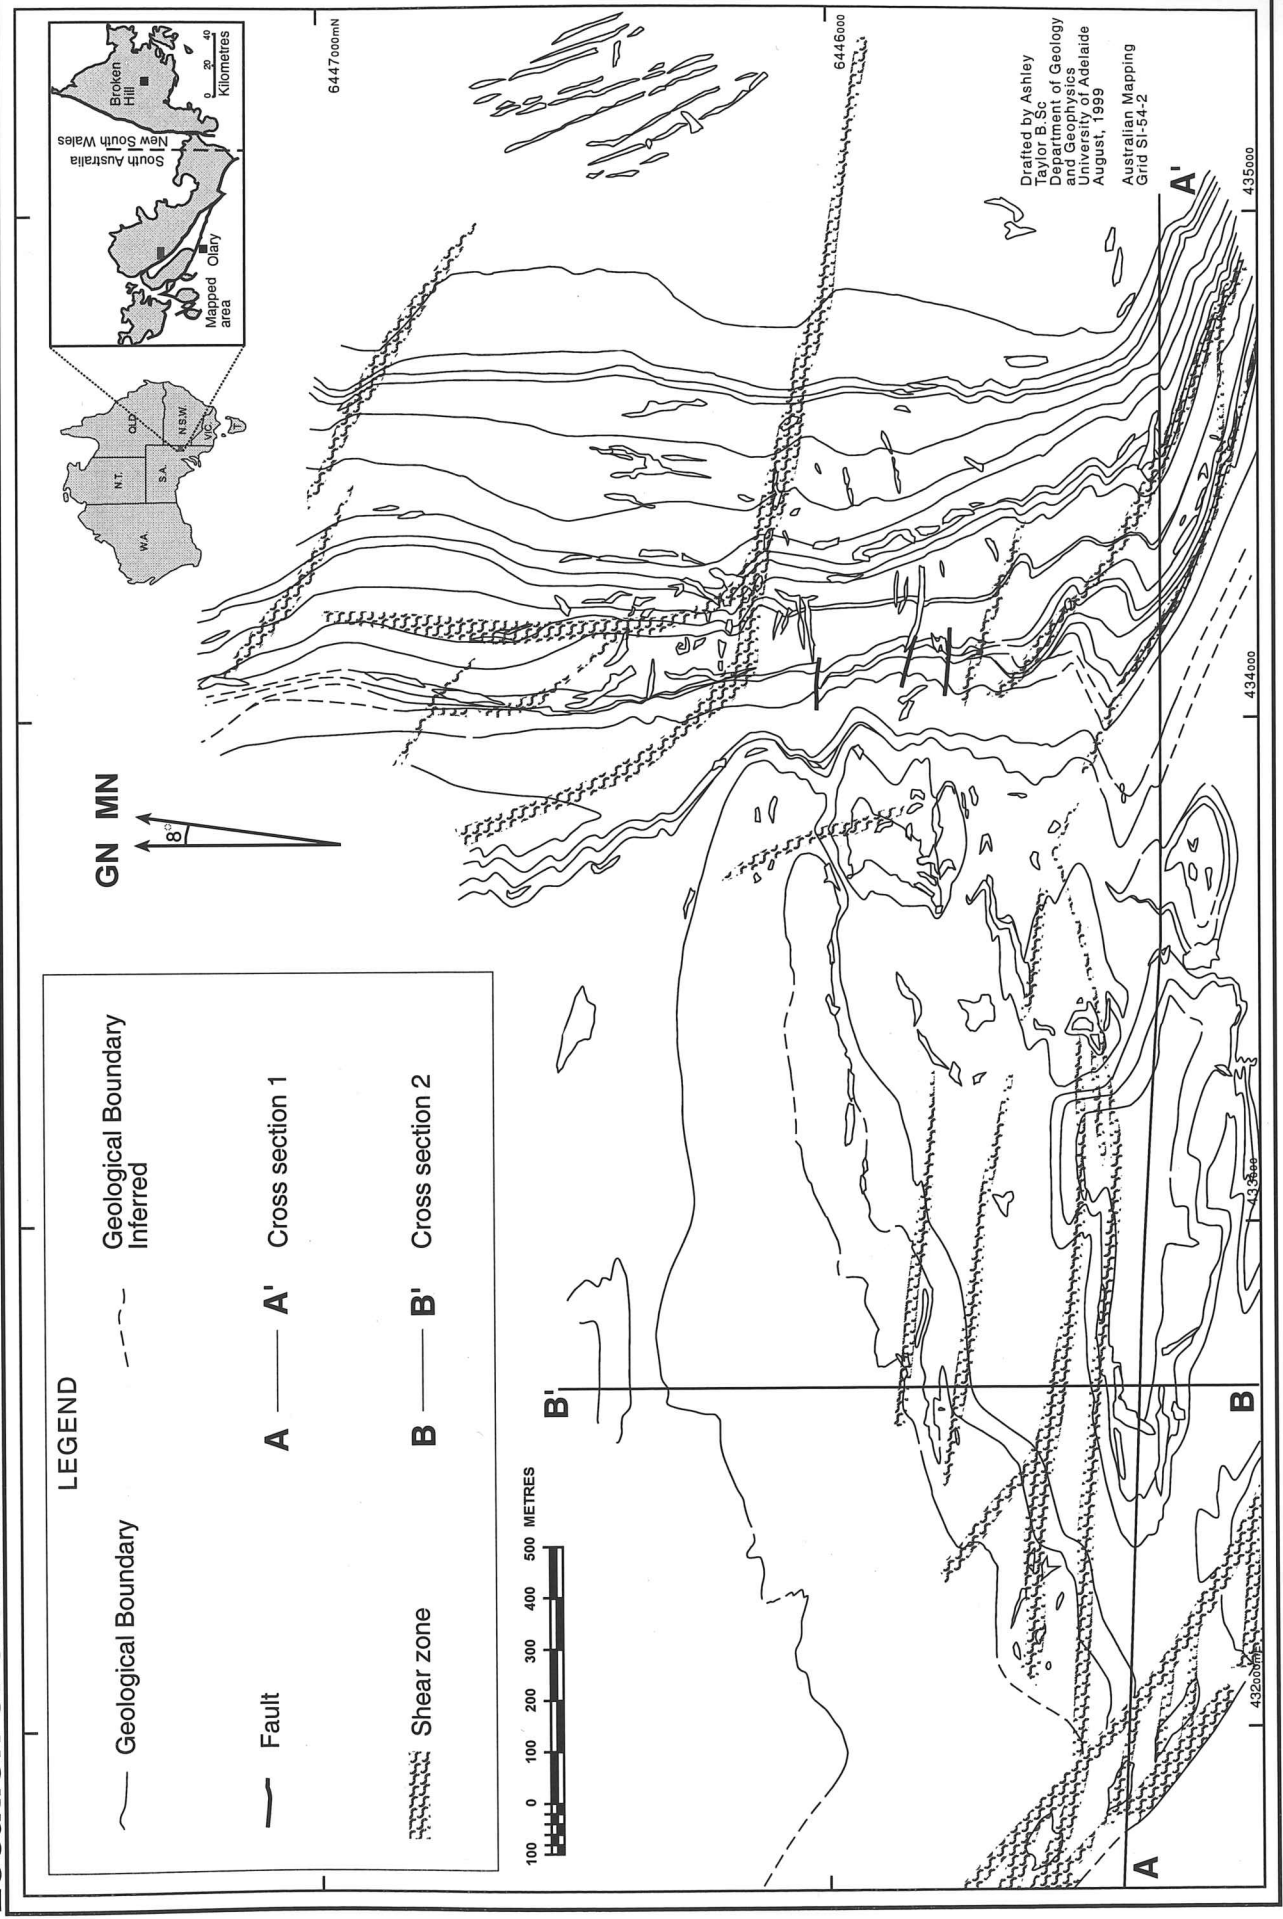 LEGEND
Geological Boundary
Geological Boundary
Inferred
Fault
A
A'
Cross section 1
Shear zone
B
B'
Cross section 2
100
0
100
200
300
400
500
METRES
GN
MN
8°
W.A.
N.T.
S.A.
QLD
N.S.W.
VIC.
T
South Australia
New South Wales
Broken
Hill
Olary
Mapped
area
0
20
40
Kilometres
6447000mN
6446000
432000mE
433000
434000
435000
A
A'
B
B'
Drafted by Ashley
Taylor B.Sc
Department of Geology
and Geophysics
University of Adelaide
August, 1999
Australian Mapping
Grid SI-54-2